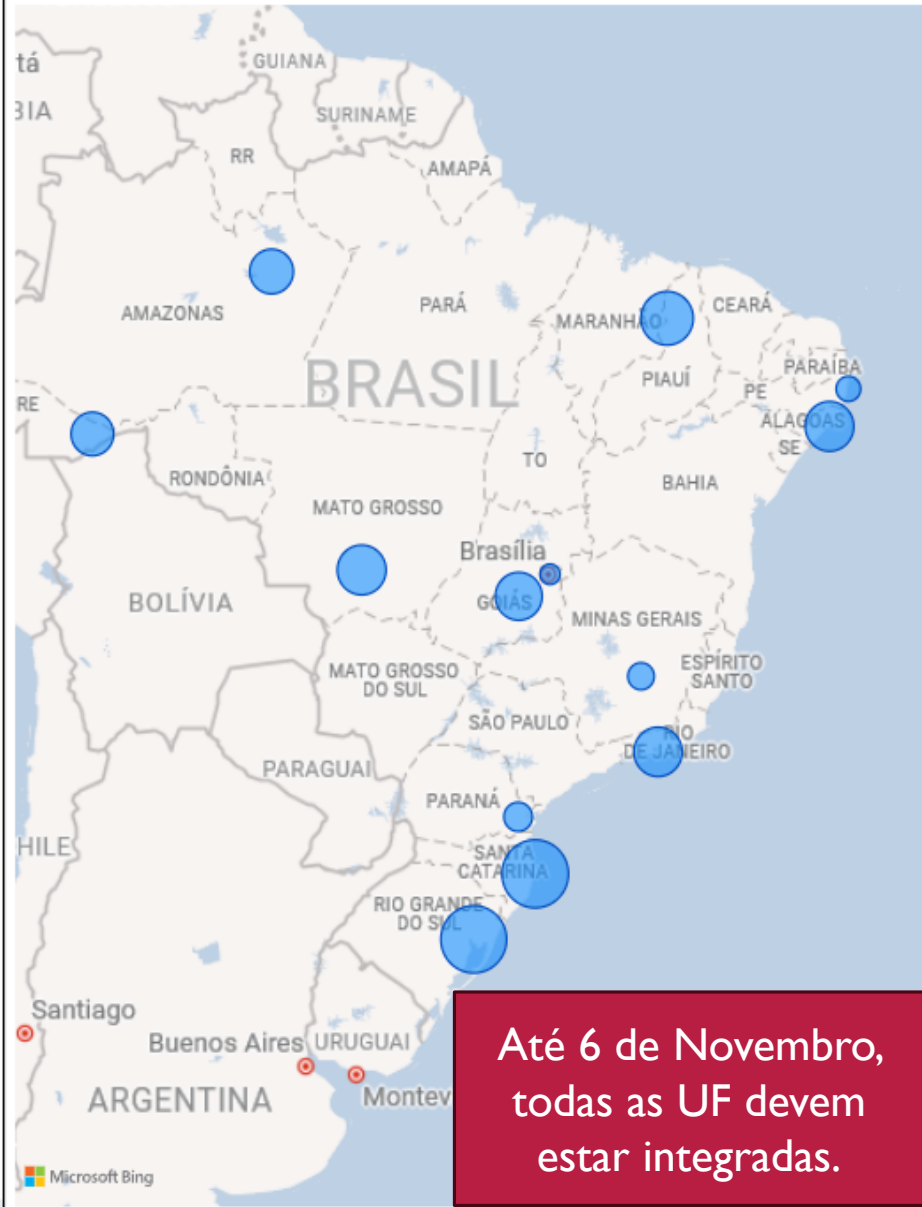 tá
GUIANA
BIA
SURINAME
RR
AMAPÁ
AMAZONAS
PARÁ
MARANHÃO
CEARÁ
BRASIL
PIAUÍ
PARAÍBA
PE
RE
ALAGOAS
SE
TO
RONDÔNIA
BAHIA
MATO GROSSO
Brasília
BOLÍVIA
GOIÁS
MINAS GERAIS
MATO GROSSO
DO SUL
ESPÍRITO
SANTO
SÃO PAULO
RIO
DE JANEIRO
PARAGUAI
PARANÁ
HILE
SANTA
CATARINA
RIO GRANDE
DO SUL
Santiago
Buenos Aires
URUGUAI
ARGENTINA
Montev
Até 6 de Novembro,
todas as UF devem
estar integradas.
Microsoft Bing